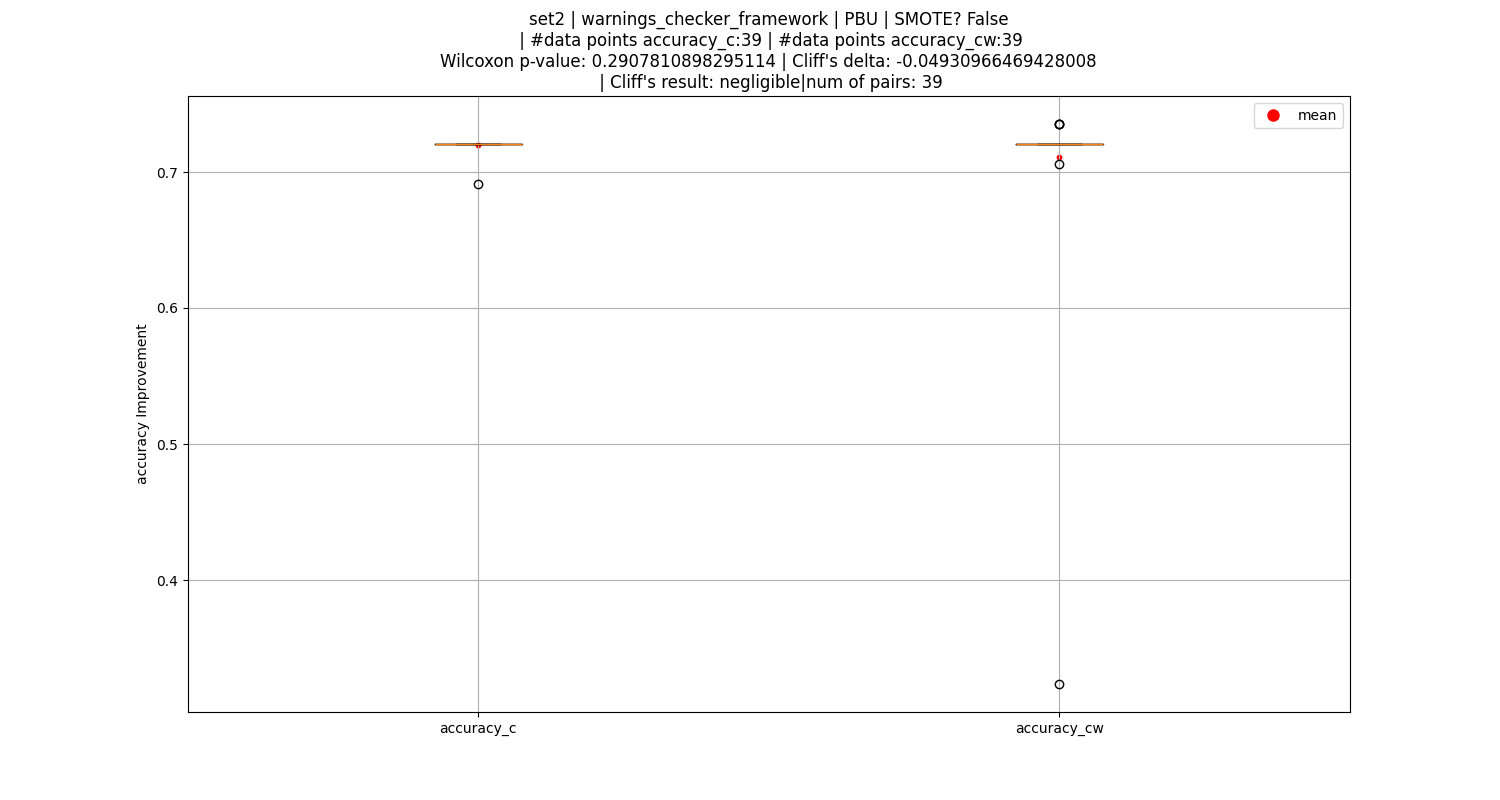 set2 | warnings_checker_framework | PBU | SMOTE? False
| #data points accuracy_c:39 | #data points accuracy_cw:39
Wilcoxon p-value: 0.2907810898295114 | Cliff's delta: -0.04930966469428008
| Cliff's result: negligible|num of pairs: 39
mean
0.7
0.6
0.5
0.4
accuracy Improvement
accuracy_c
accuracy_cw